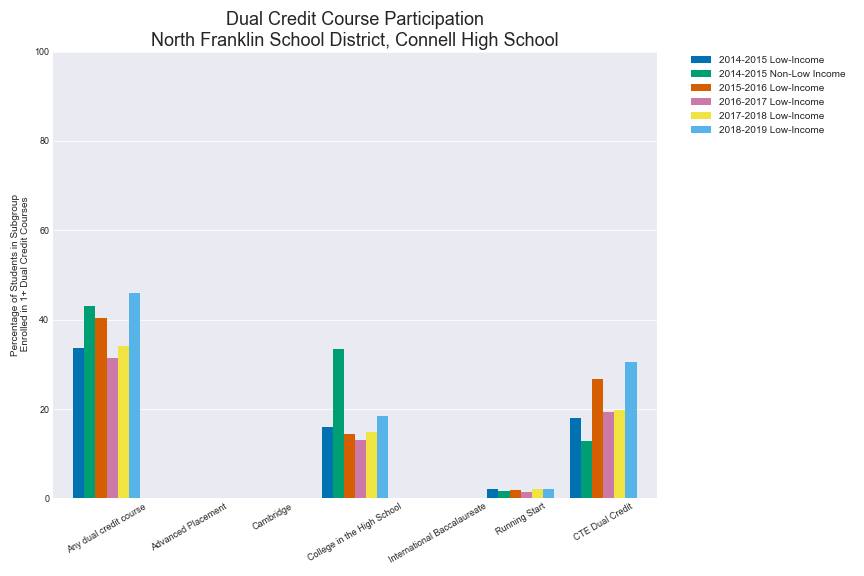 Dual Credit Course Participation
North Franklin School District, Connell High School
100
80
60
40
20
0
Percentage of Students in Subgroup
Enrolled in 1+ Dual Credit Courses
Any dual credit course
Advanced Placement
Cambridge
College in the High School
International Baccalaureate
Running Start
CTE Dual Credit
2014-2015 Low-Income
2014-2015 Non-Low Income
2015-2016 Low-Income
2016-2017 Low-Income
2017-2018 Low-Income
2018-2019 Low-Income